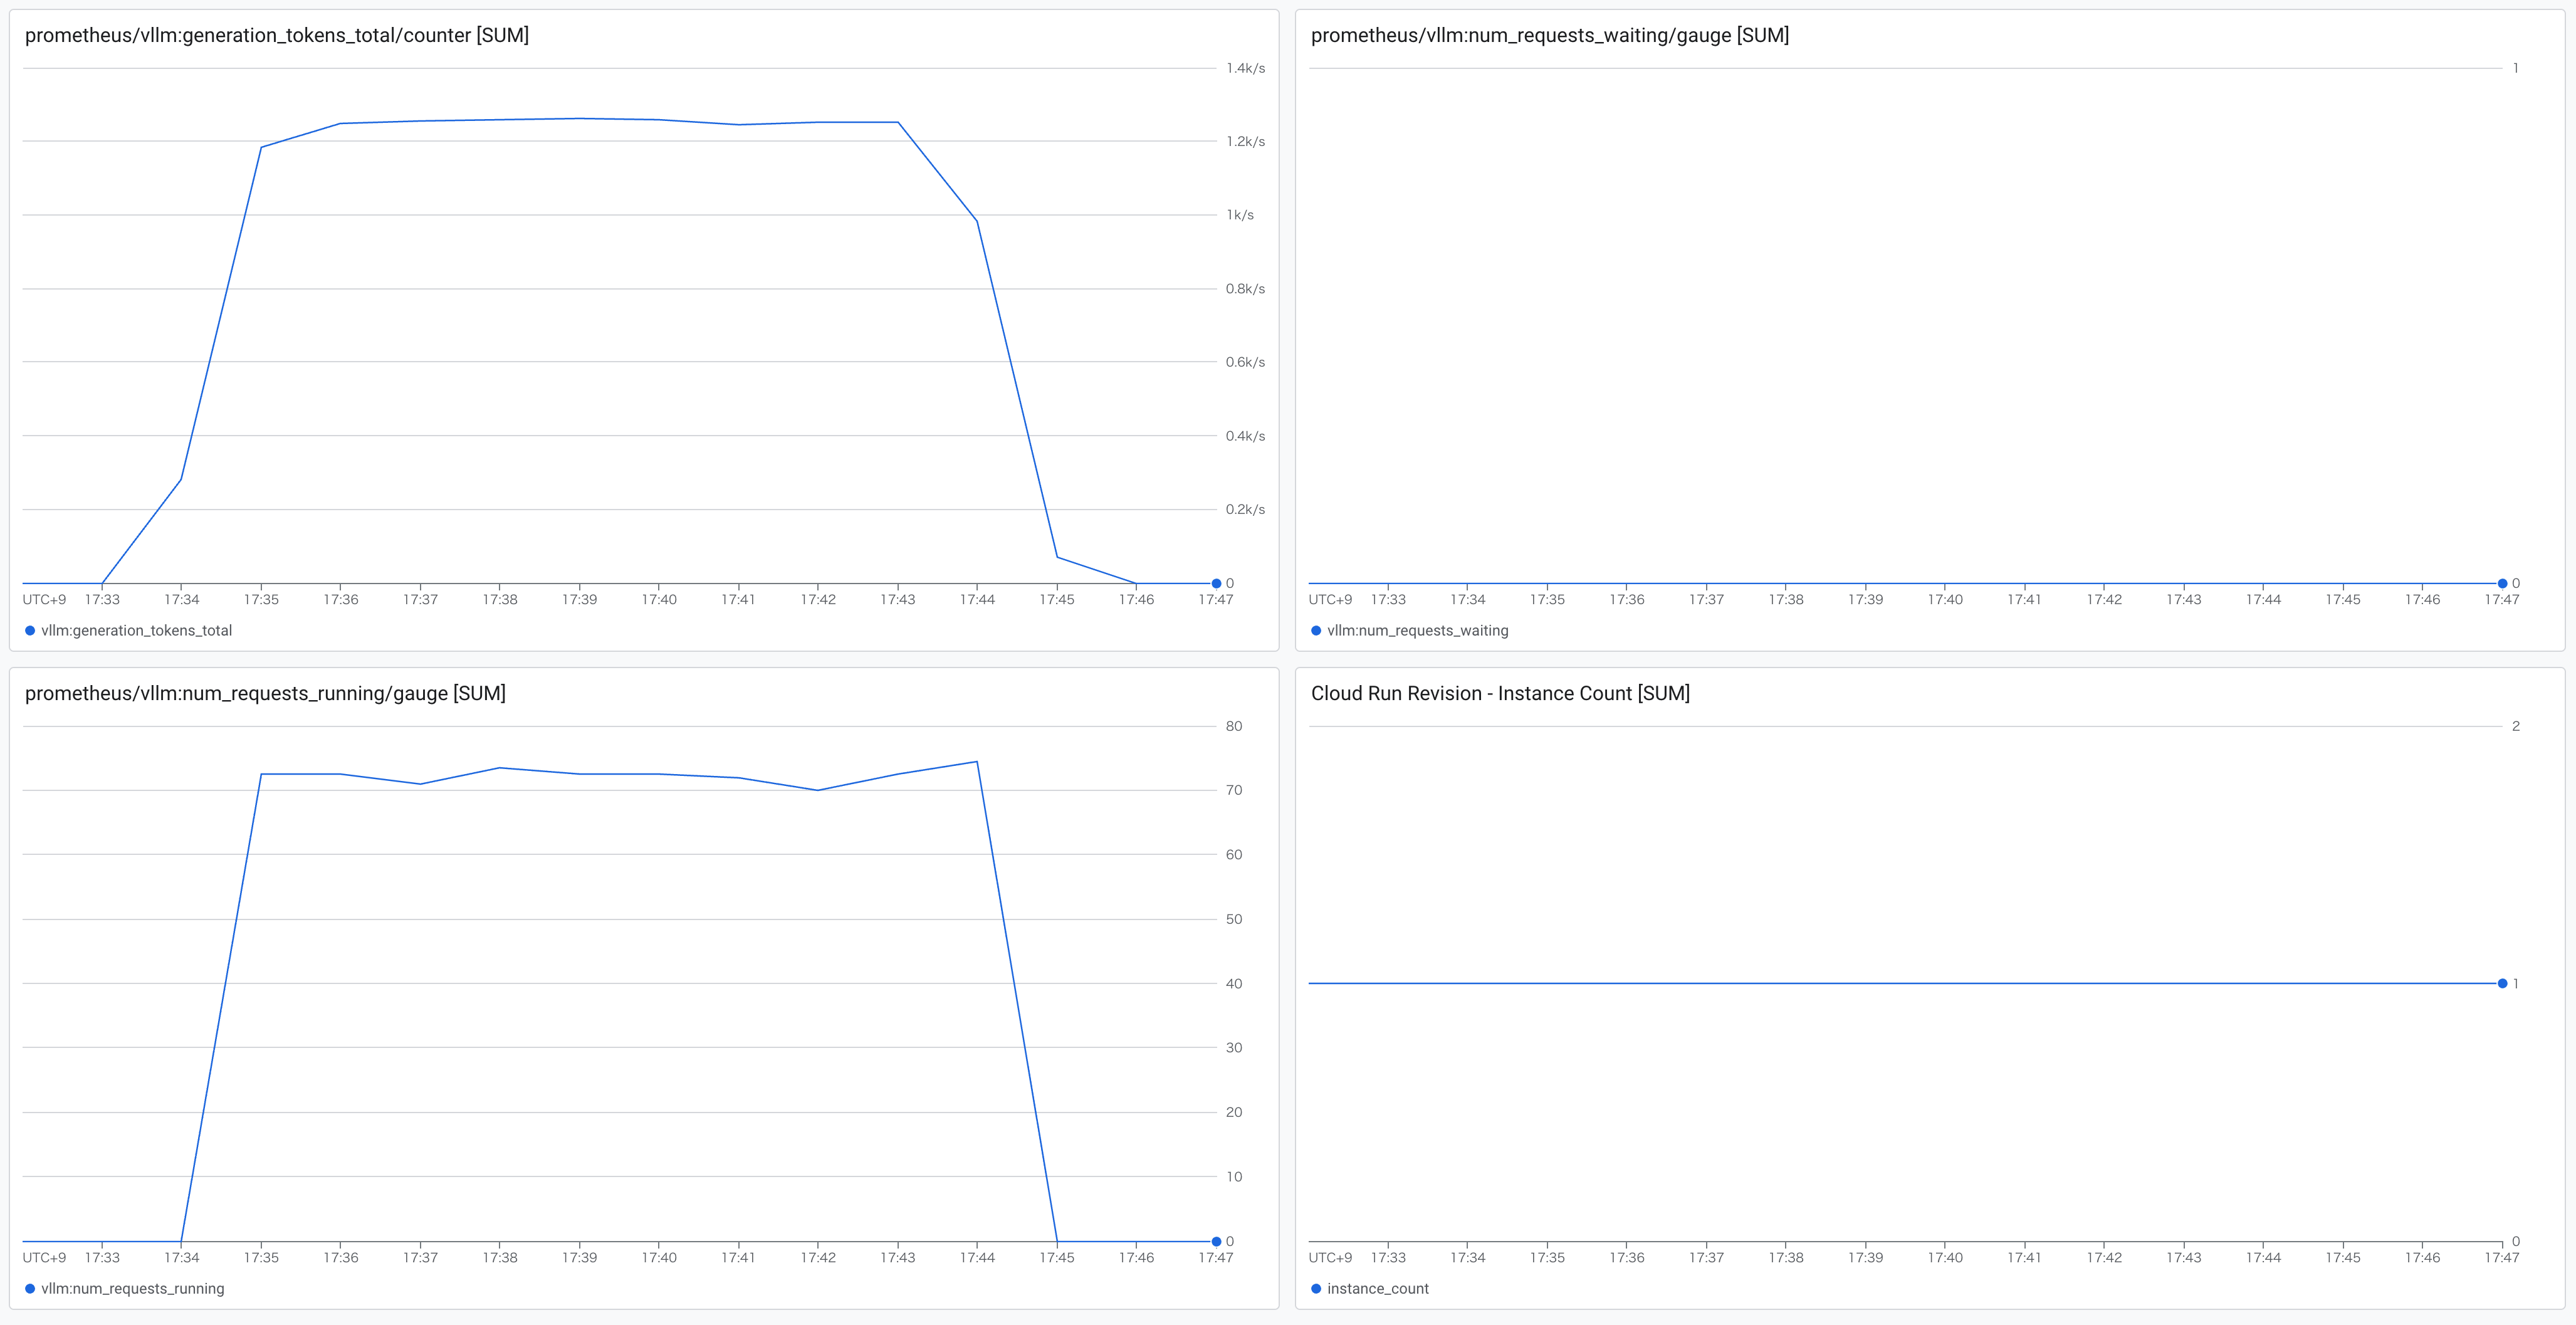 prometheus/vllm:generation_tokens_total/counter [SUM]
1.4k/s
1.2k/s
1k/s
0.8k/s
0.6k/s
0.4k/s
0.2k/s
0
UTC+9 17:33 17:34 17:35 17:36 17:37 17:38 17:39 17:40 17:41 17:42 17:43 17:44 17:45 17:46 17:47
vllm:generation_tokens_total
prometheus/vllm:num_requests_waiting/gauge [SUM]
1
0
UTC+9 17:33 17:34 17:35 17:36 17:37 17:38 17:39 17:40 17:41 17:42 17:43 17:44 17:45 17:46 17:47
vllm:num_requests_waiting
prometheus/vllm:num_requests_running/gauge [SUM]
80
70
60
50
40
30
20
10
0
UTC+9 17:33 17:34 17:35 17:36 17:37 17:38 17:39 17:40 17:41 17:42 17:43 17:44 17:45 17:46 17:47
vllm:num_requests_running
Cloud Run Revision - Instance Count [SUM]
2
1
0
UTC+9 17:33 17:34 17:35 17:36 17:37 17:38 17:39 17:40 17:41 17:42 17:43 17:44 17:45 17:46 17:47
instance_count